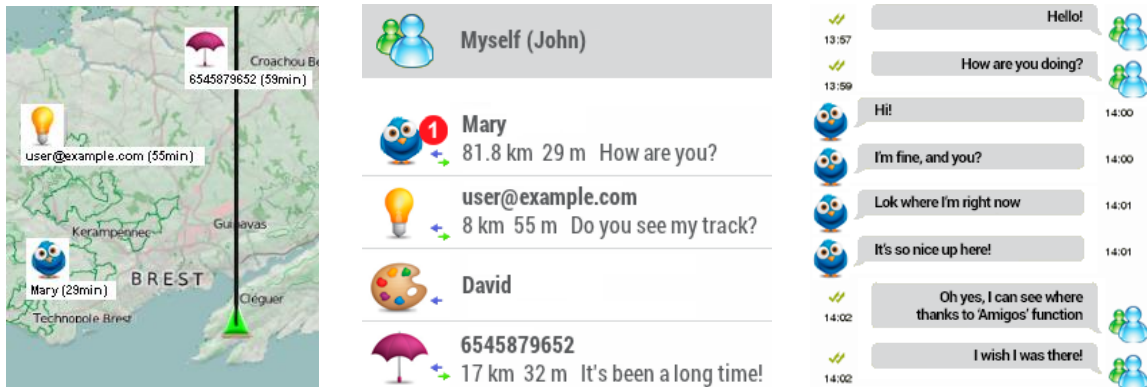 Croachou Be
6545879652 (59min)
user@example.com (55min)
Kerampennec
Guipavas
Mary (29min)
BREST
Cléguer
Technopole Brest
Myself (John)
1
Mary
81.8 km 29 m How are you?
user@example.com
8 km 55 m Do you see my track?
David
6545879652
17 km 32 m It's been a long time!
Hello!
13:57
How are you doing?
13:59
Hi!
14:00
I'm fine, and you?
14:00
Lok where I'm right now
14:01
It's so nice up here!
14:01
Oh yes, I can see where
thanks to 'Amigos' function
14:02
I wish I was there!
14:02